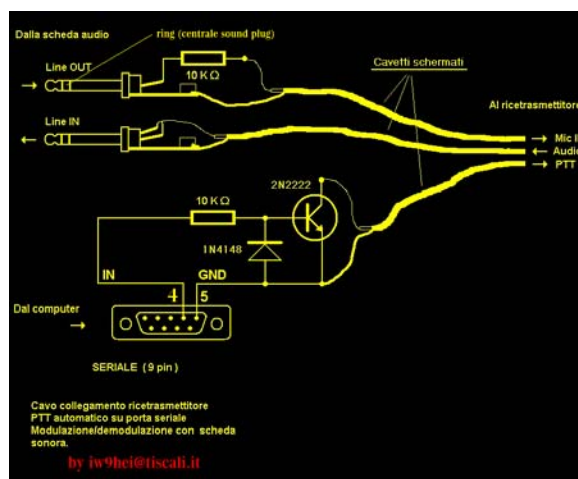 Dalla scheda audio
ring (centrale sound plug)
Line OUT
10 K Ω
Cavetti schermati
Al ricetrasmettitore
Line IN
Mic I
Audio
PTT
2N2222
10 K Ω
1N4148
IN
GND
4
5
Dal computer
SERIALE ( 9 pin )
Cavo collegamento ricetrasmettitore
PTT automatico su porta seriale
Modulazione/demodulazione con scheda
sonora.
by iw9hei@tiscali.it